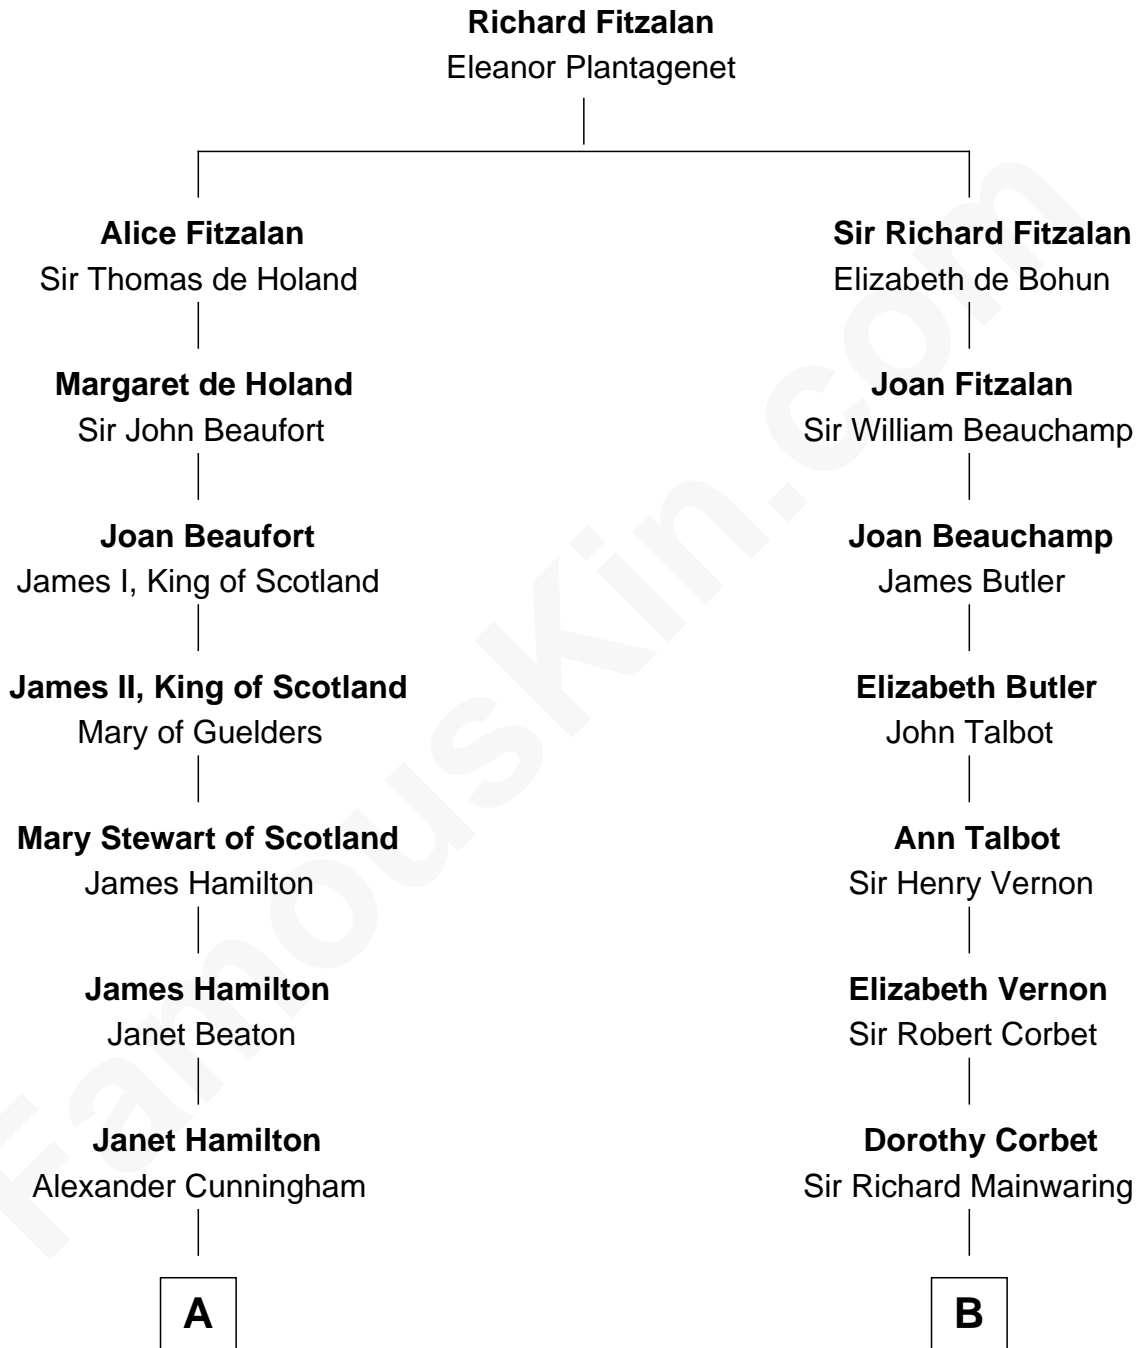 Richard Fitzalan
Eleanor Plantagenet
Alice Fitzalan
Sir Thomas de Holand
Margaret de Holand
Sir John Beaufort
Joan Beaufort
James I, King of Scotland
James II, King of Scotland
Mary of Guelders
Mary Stewart of Scotland
James Hamilton
James Hamilton
Janet Beaton
Janet Hamilton
Alexander Cunningham
A
Sir Richard Fitzalan
Elizabeth de Bohun
Joan Fitzalan
Sir William Beauchamp
Joan Beauchamp
James Butler
Elizabeth Butler
John Talbot
Ann Talbot
Sir Henry Vernon
Elizabeth Vernon
Sir Robert Corbet
Dorothy Corbet
Sir Richard Mainwaring
B
FamousKin.com